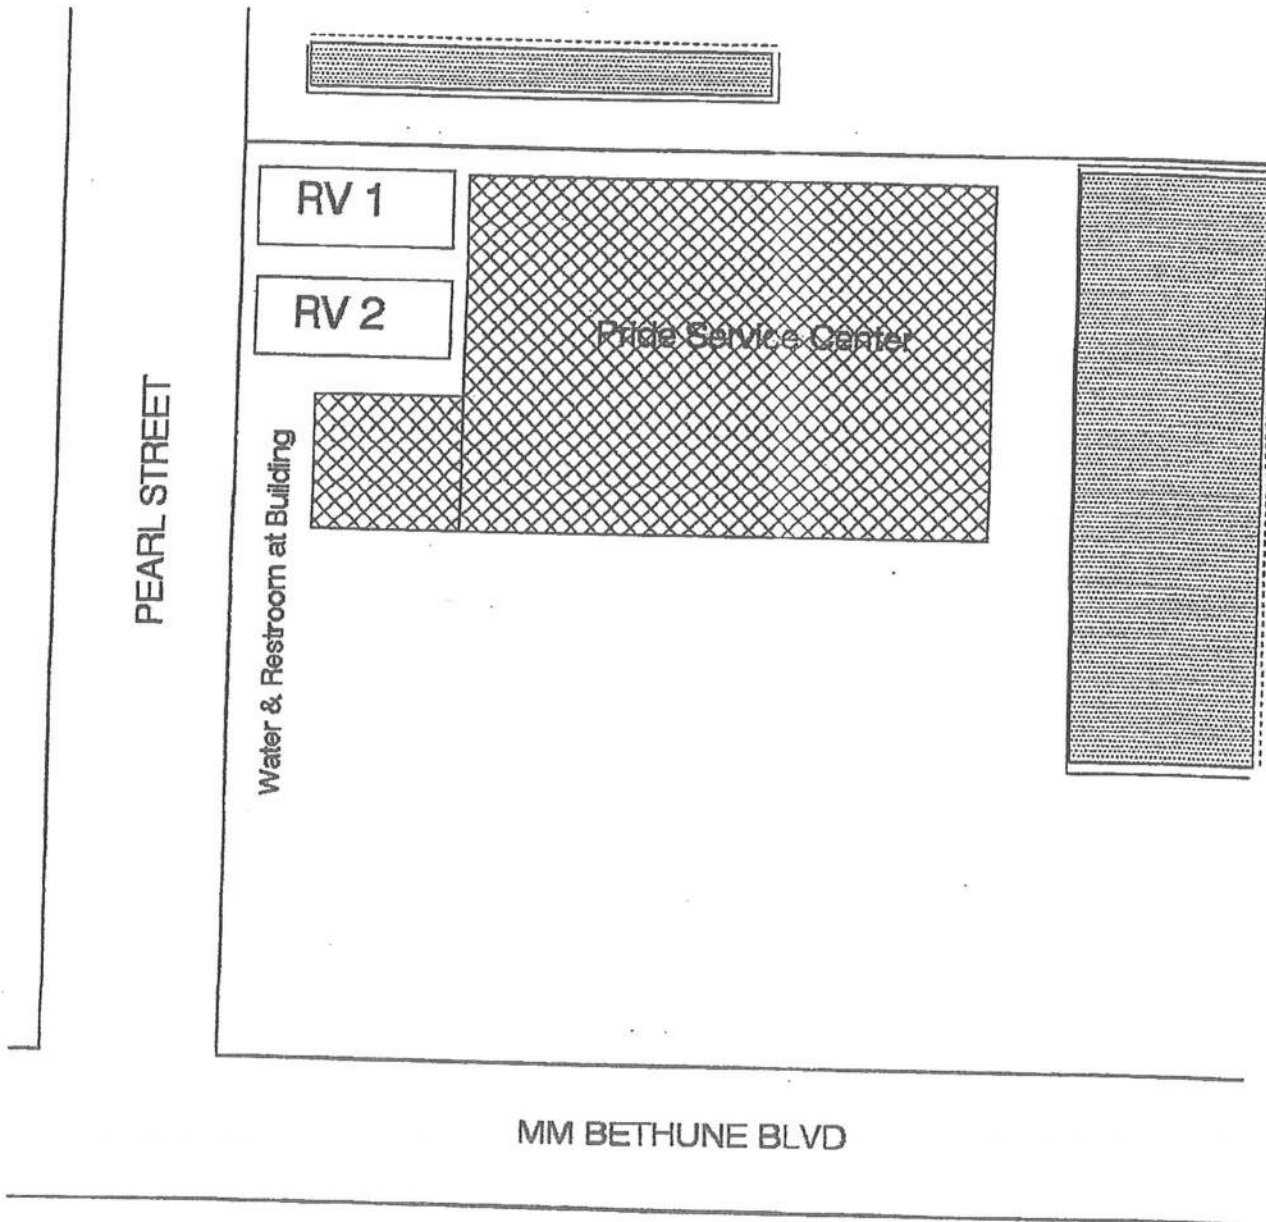 RV 1
RV 2
Pride Service Center
PEARL STREET
Water & Restroom at Building
MM BETHUNE BLVD